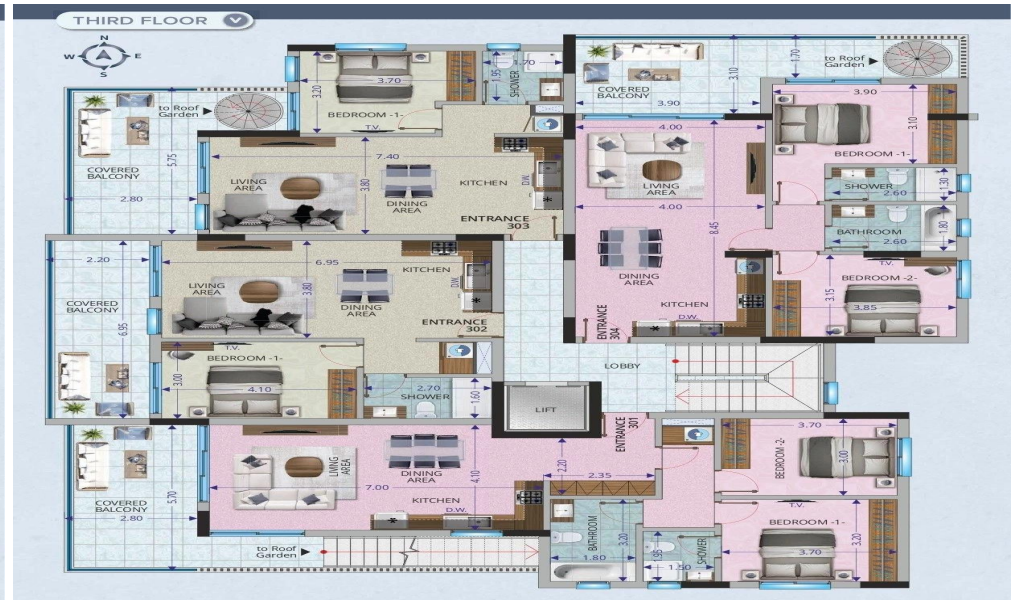 THIRD FLOOR
N
W E
S
1.70
1.95
SHOWER
3.70
3.20
BEDROOM -1-
T.V.
to Roof
Garden
COVERED
BALCONY
5.75
2.80
7.40
3.80
LIVING
AREA
DINING
AREA
KITCHEN
D.W.
ENTRANCE
303
3.10
1.70
to Roof
Garden
COVERED
BALCONY
3.90
3.90
3.10
BEDROOM -1-
4.00
LIVING
AREA
4.00
8.45
SHOWER
2.60
1.30
BATHROOM
2.60
1.80
T.V.
BEDROOM -2-
3.15
3.85
DINING
AREA
KITCHEN
D.W.
ENTRANCE
304
2.20
COVERED
BALCONY
6.95
6.95
3.80
LIVING
AREA
DINING
AREA
KITCHEN
D.W.
ENTRANCE
302
T.V.
BEDROOM -1-
3.00
4.10
2.70
SHOWER
1.60
LOBBY
LIFT
ENTRANCE
301
COVERED
BALCONY
5.70
2.80
LIVING
AREA
DINING
AREA
7.00
4.10
KITCHEN
D.W.
2.20
2.35
to Roof
Garden
BATHROOM
1.80
3.20
SHOWER
1.95
1.50
3.70
BEDROOM -2-
3.00
T.V.
BEDROOM -1-
3.70
3.20